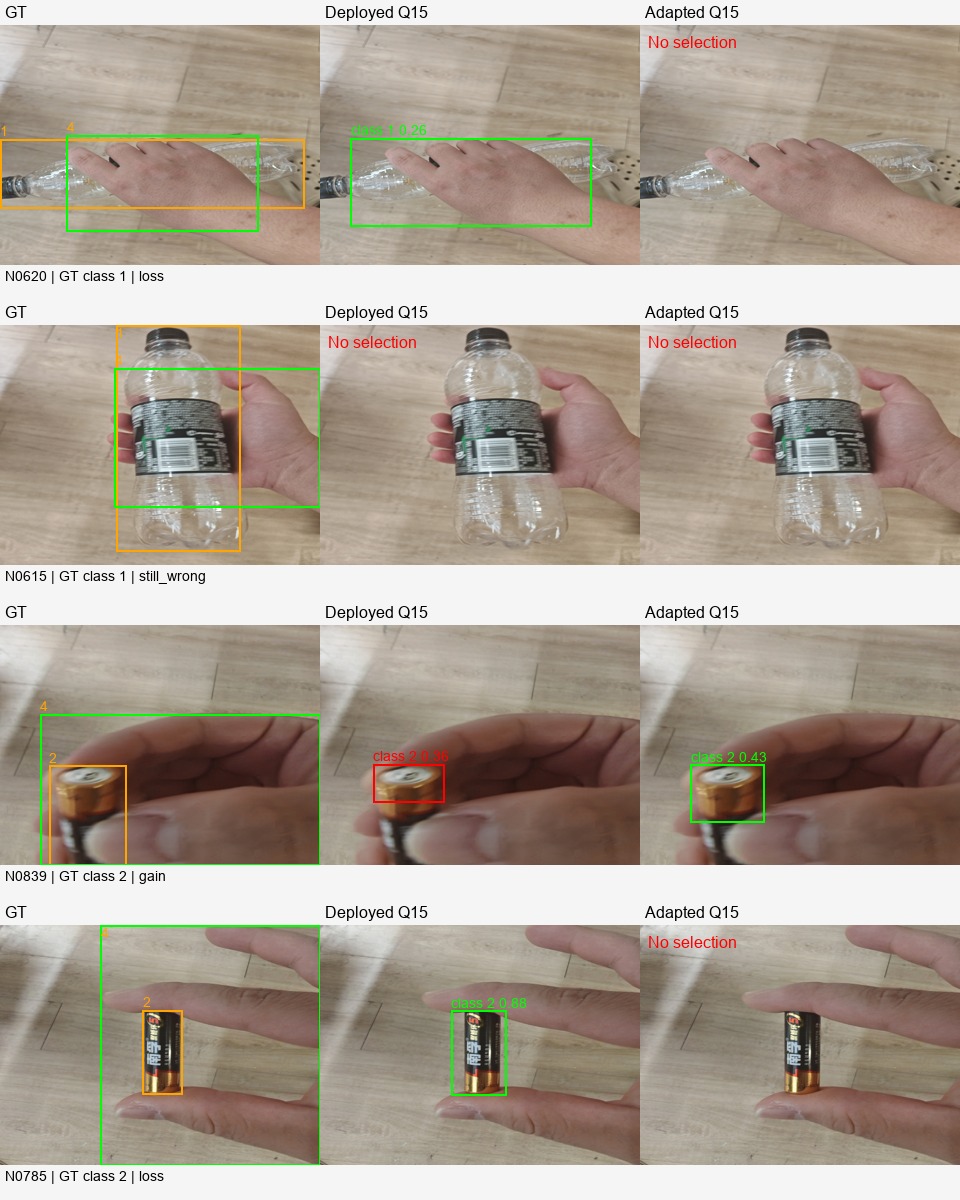 GT
Deployed Q15
Adapted Q15
No selection
1
4
class 1 0.26
N0620 | GT class 1 | loss
GT
Deployed Q15
Adapted Q15
No selection
No selection
N0615 | GT class 1 | still_wrong
GT
Deployed Q15
Adapted Q15
4
2
class 2 0.36
class 2 0.43
N0839 | GT class 2 | gain
GT
Deployed Q15
Adapted Q15
No selection
2
class 2 0.88
N0785 | GT class 2 | loss